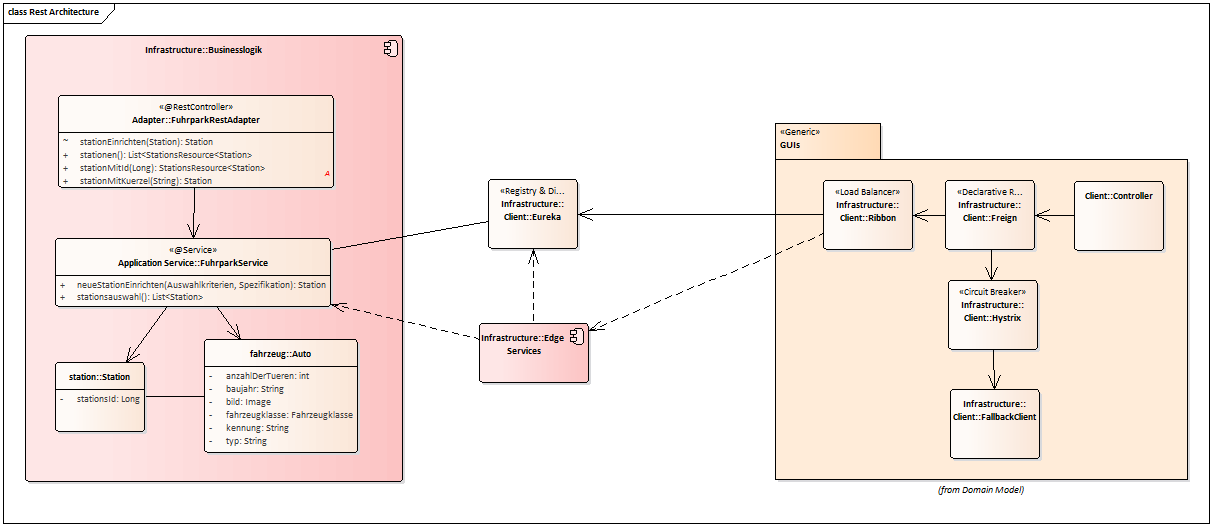 class Rest Architecture
Infrastructure::Businesslogik
«@RestController»
Adapter::FuhrparkRestAdapter
~ stationEinrichten(Station): Station
+ stationen(): List<StationsResource<Station>
+ stationMitId(Long): StationsResource<Station>
+ stationMitKuerzel(String): Station
A
«@Service»
Application Service::FuhrparkService
+ neueStationEinrichten(Auswahlkriterien, Spezifikation): Station
+ stationsauswahl(): List<Station>
station::Station
- stationsId: Long
fahrzeug::Auto
- anzahlDerTueren: int
- baujahr: String
- bild: Image
- fahrzeugklasse: Fahrzeugklasse
- kennung: String
- typ: String
«Registry & Di...
Infrastructure::
Client::Eureka
Infrastructure::Edge
Services
«Generic»
GUIs
«Load Balancer»
Infrastructure::
Client::Ribbon
«Declarative R...
Infrastructure::
Client::Freign
Client::Controller
«Circuit Breaker»
Infrastructure::
Client::Hystrix
Infrastructure::
Client::FallbackClient
(from Domain Model)